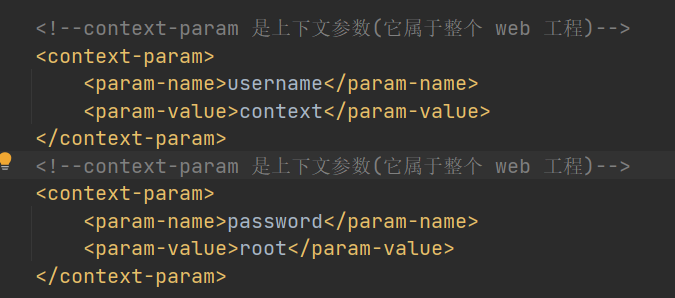 <!--context-param 是上下文参数(它属于整个 web 工程)-->
<context-param>
    <param-name>username</param-name>
    <param-value>context</param-value>
</context-param>
<!--context-param 是上下文参数(它属于整个 web 工程)-->
<context-param>
    <param-name>password</param-name>
    <param-value>root</param-value>
</context-param>